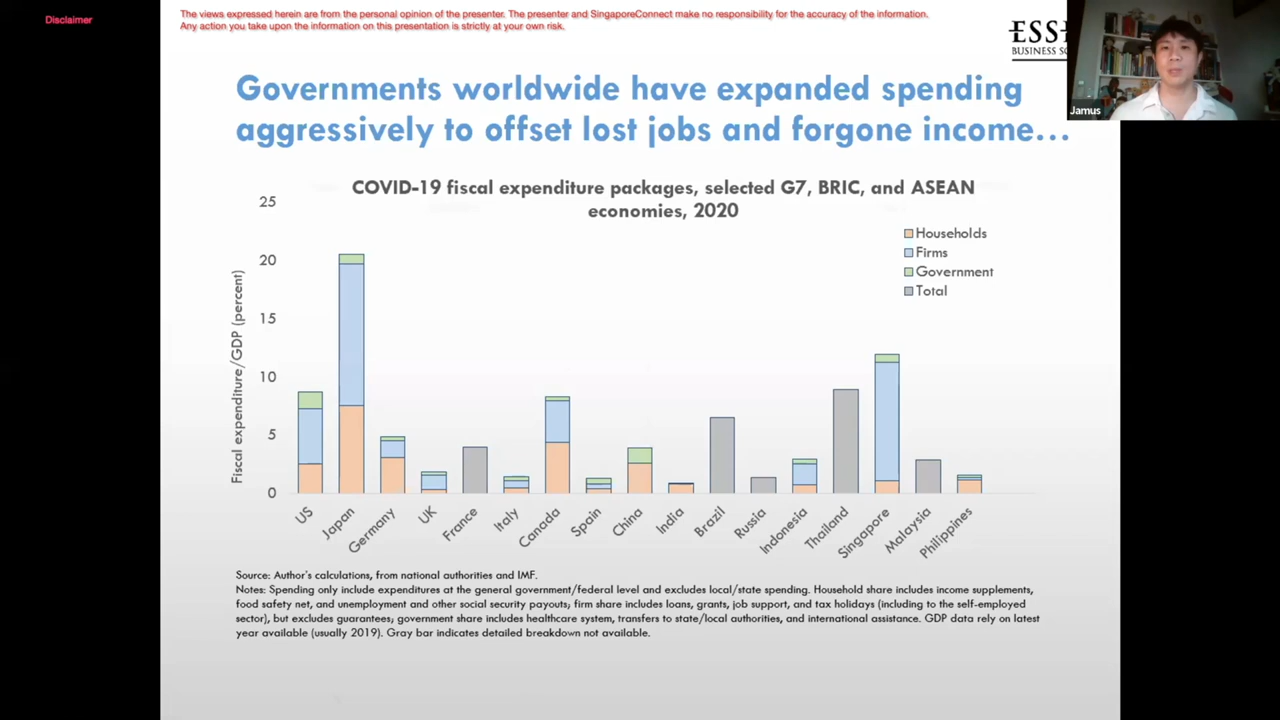 Disclaimer
The views expressed herein are from the personal opinion of the presenter. The presenter and SingaporeConnect make no responsibility for the accuracy of the information.
Any action you take upon the information on this presentation is strictly at your own risk.
BUSINESS
Jamus
Governments worldwide have expanded spending
aggressively to offset lost jobs and forgone income…
COVID-19 fiscal expenditure packages, selected G7, BRIC, and ASEAN
economies, 2020
Households
Firms
Government
Total
Fiscal expenditure/GDP (percent)
25
20
15
10
5
0
US
Japan
Germany
UK
France
Italy
Canada
Spain
China
India
Brazil
Russia
Indonesia
Thailand
Singapore
Malaysia
Philippines
Source: Author's calculations, from national authorities and IMF.
Notes: Spending only include expenditures at the general government/federal level and excludes local/state spending. Household share includes income supplements,
food safety net, and unemployment and other social security payouts; firm share includes loans, grants, job support, and tax holidays (including to the self-employed
sector), but excludes guarantees; government share includes healthcare system, transfers to state/local authorities, and international assistance. GDP data rely on latest
year available (usually 2019). Gray bar indicates detailed breakdown not available.